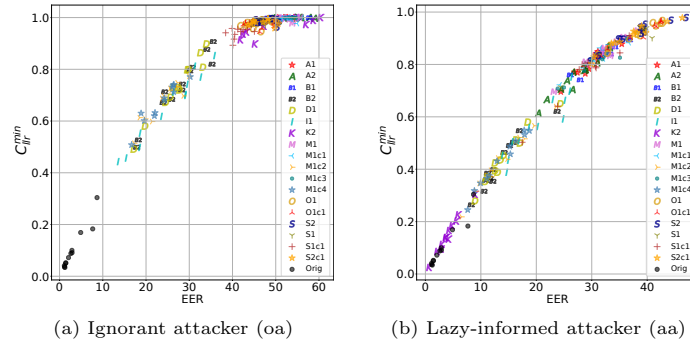 1.0
0.8
0.6
0.4
0.2
0.0
C_{llr}^{min}
0 10 20 30 40 50 60
EER
A1
A2
B1
B2
D1
I1
K2
M1
M1c1
M1c2
M1c3
M1c4
O1
O1c1
S2
S1
S1c1
S2c1
Orig
(a) Ignorant attacker (oa)
1.0
0.8
0.6
0.4
0.2
0.0
C_{llr}^{min}
0 10 20 30 40
EER
A1
A2
B1
B2
D1
I1
K2
M1
M1c1
M1c2
M1c3
M1c4
O1
O1c1
S2
S1
S1c1
S2c1
Orig
(b) Lazy-informed attacker (aa)